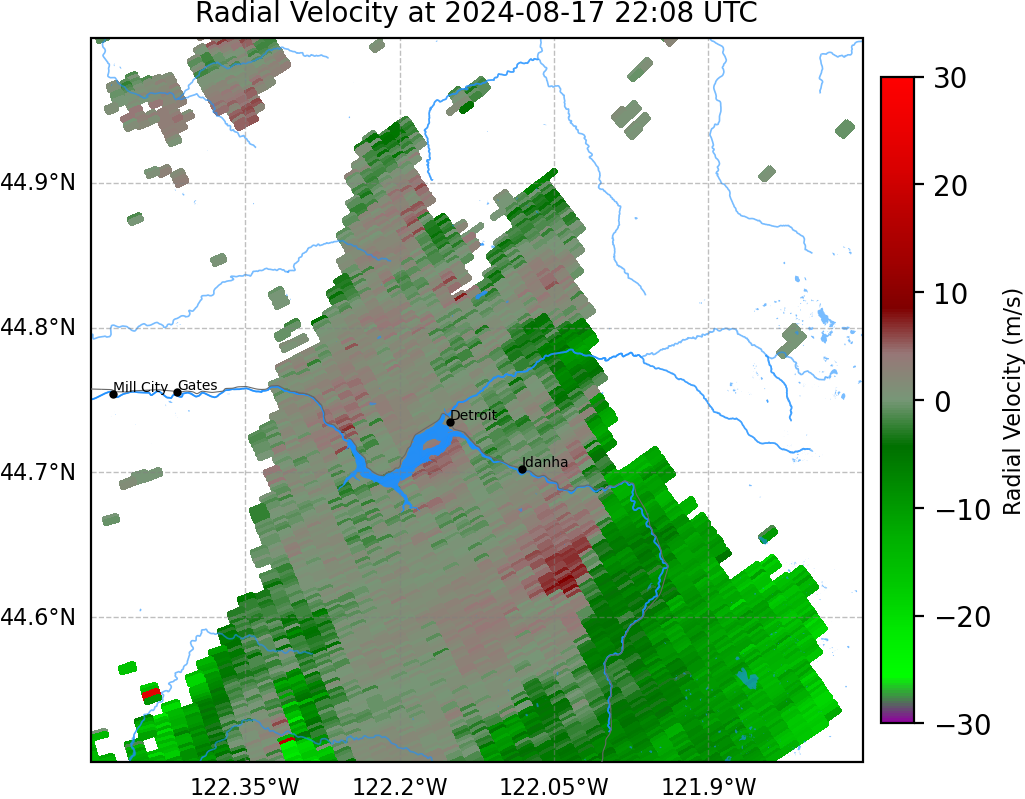 Radial Velocity at 2024-08-17 22:08 UTC
44.9°N
44.8°N
44.7°N
44.6°N
122.35°W
122.2°W
122.05°W
121.9°W
Mill City
Gates
Detroit
Idanha
30
20
10
0
−10
−20
−30
Radial Velocity (m/s)